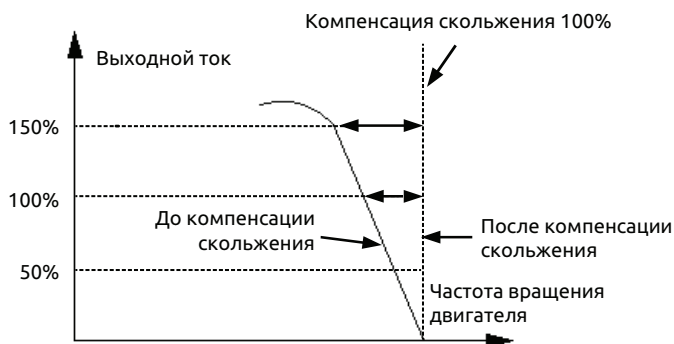 Компенсация скольжения 100%
Выходной ток
150%
100%
До компенсации
скольжения
После компенсации
скольжения
50%
Частота вращения
двигателя